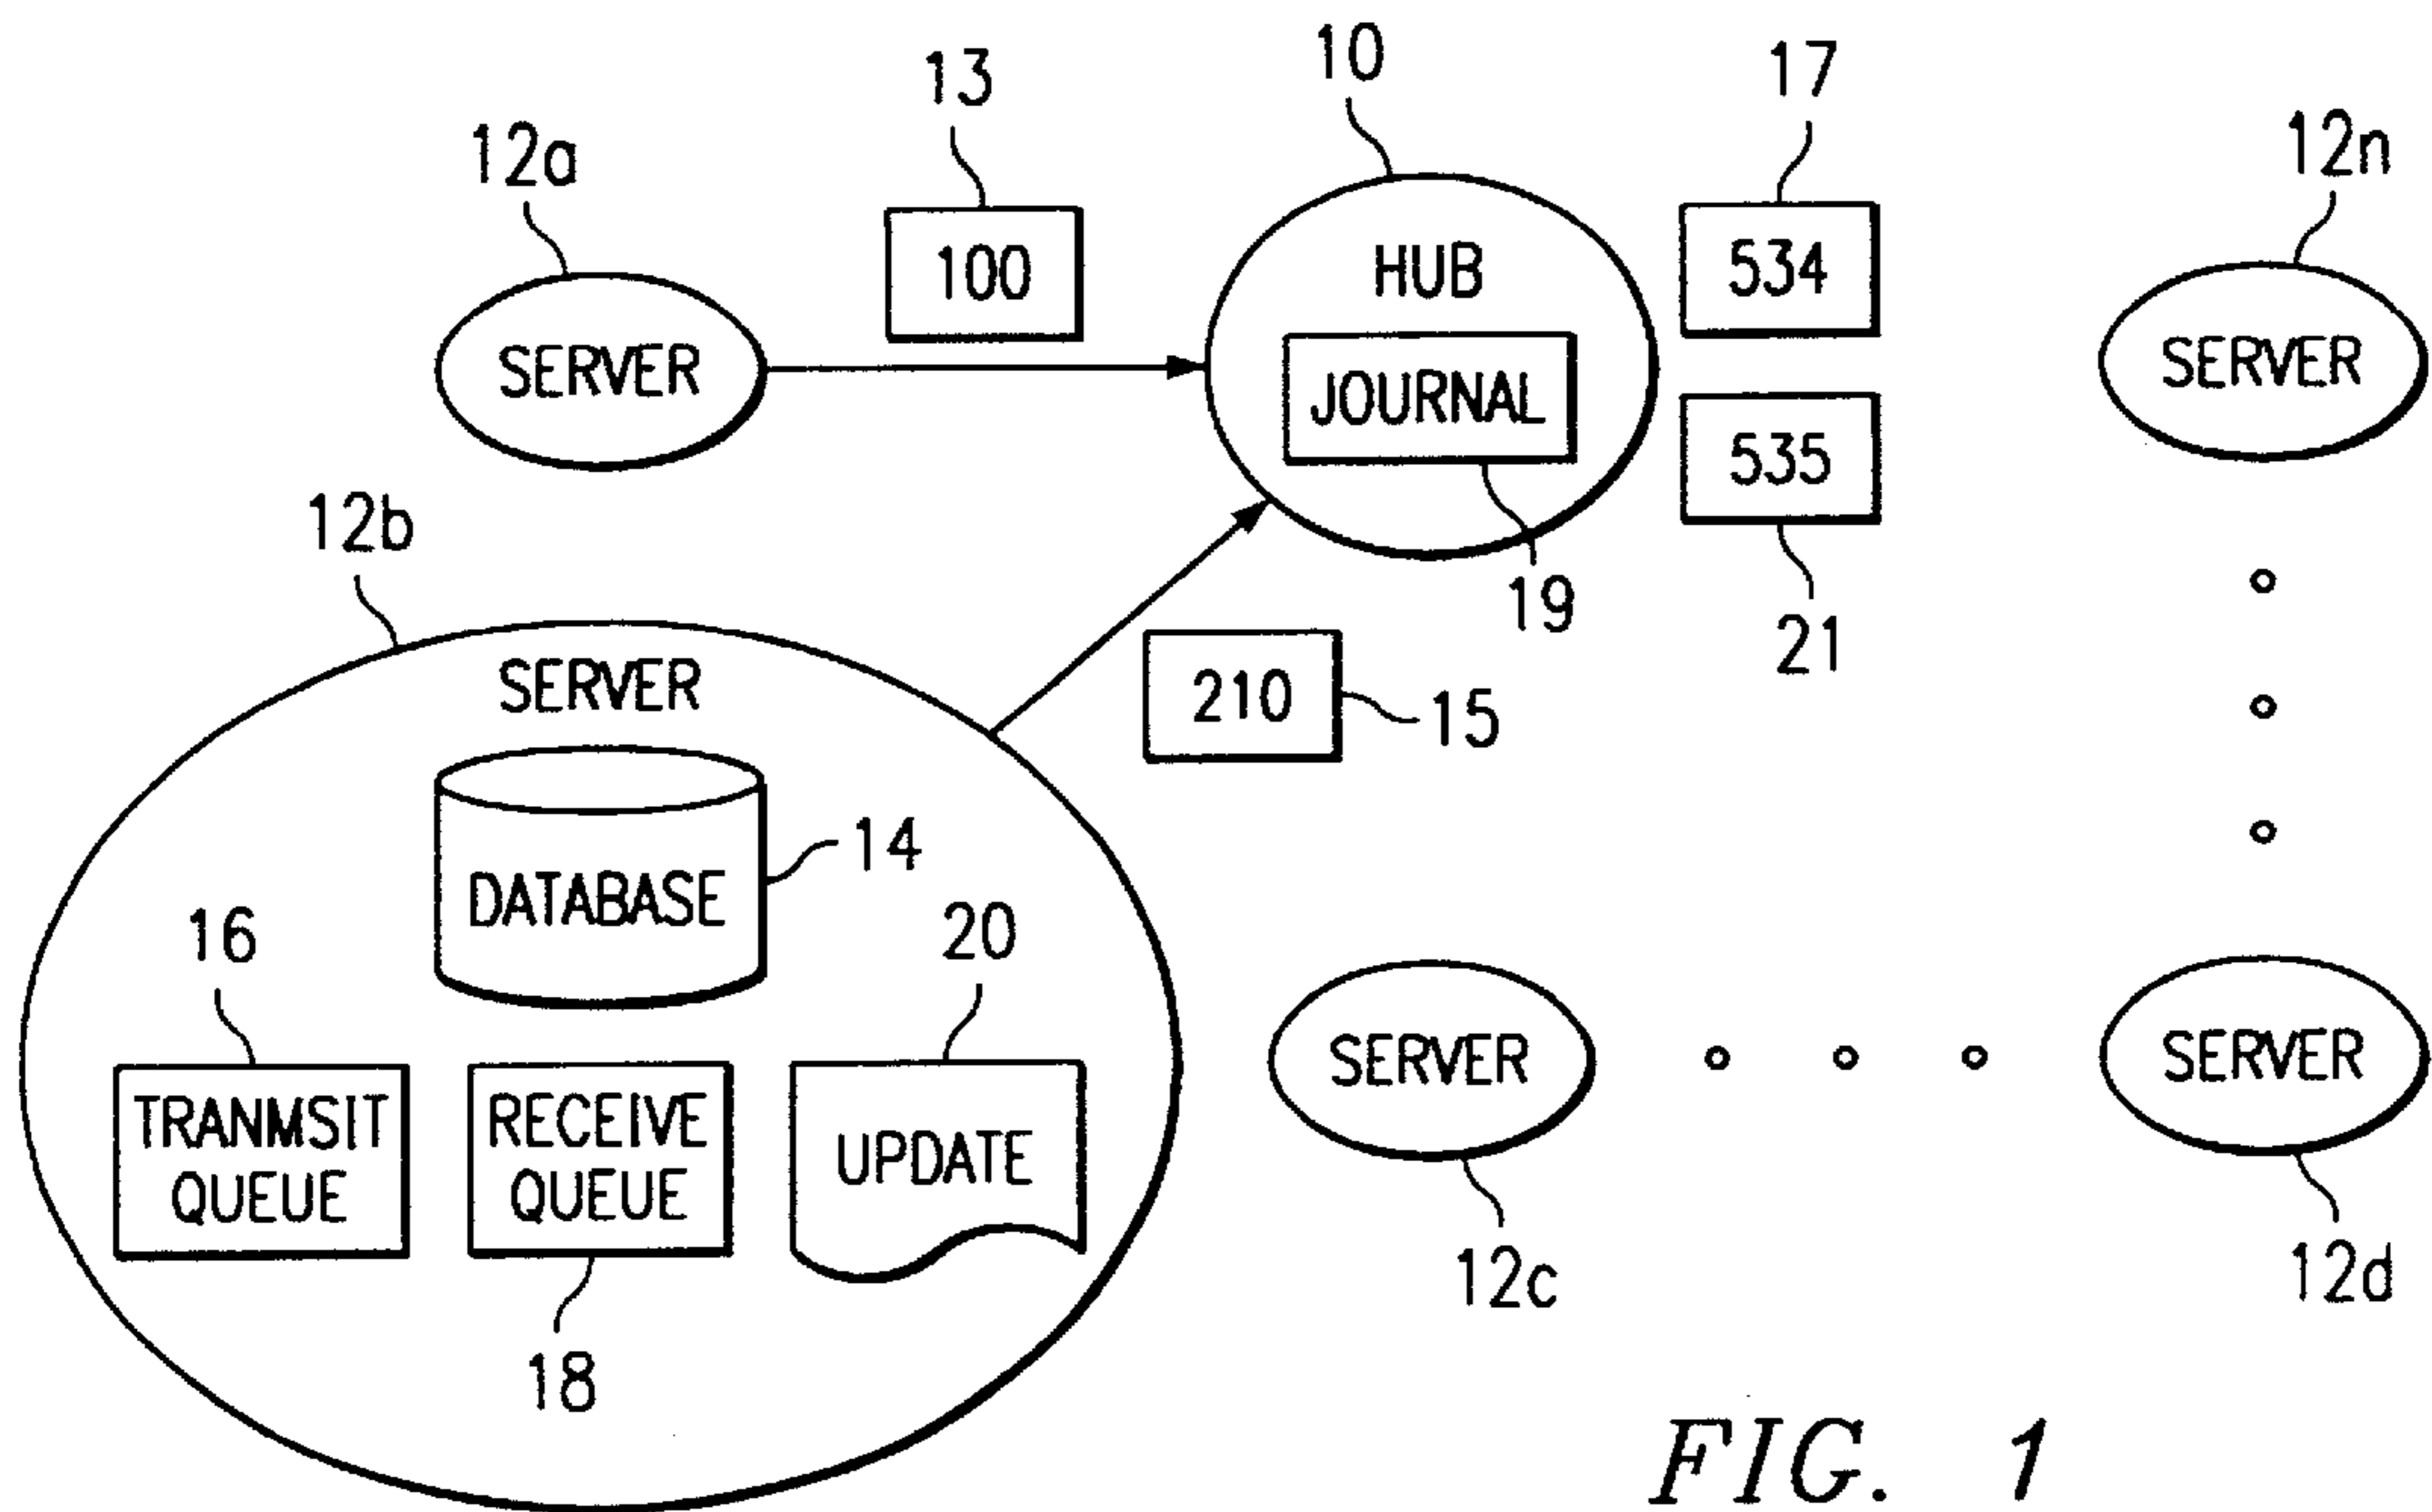 10
17
13
12a
12n
100
HUB
534
SERVER
JOURNAL
SERVER
535
12b
19
21
SERVER
210
15
DATABASE
14
16
20
TRANMSIT
QUEUE
RECEIVE
QUEUE
UPDATE
SERVER
SERVER
18
12c
12d
FIG. 1